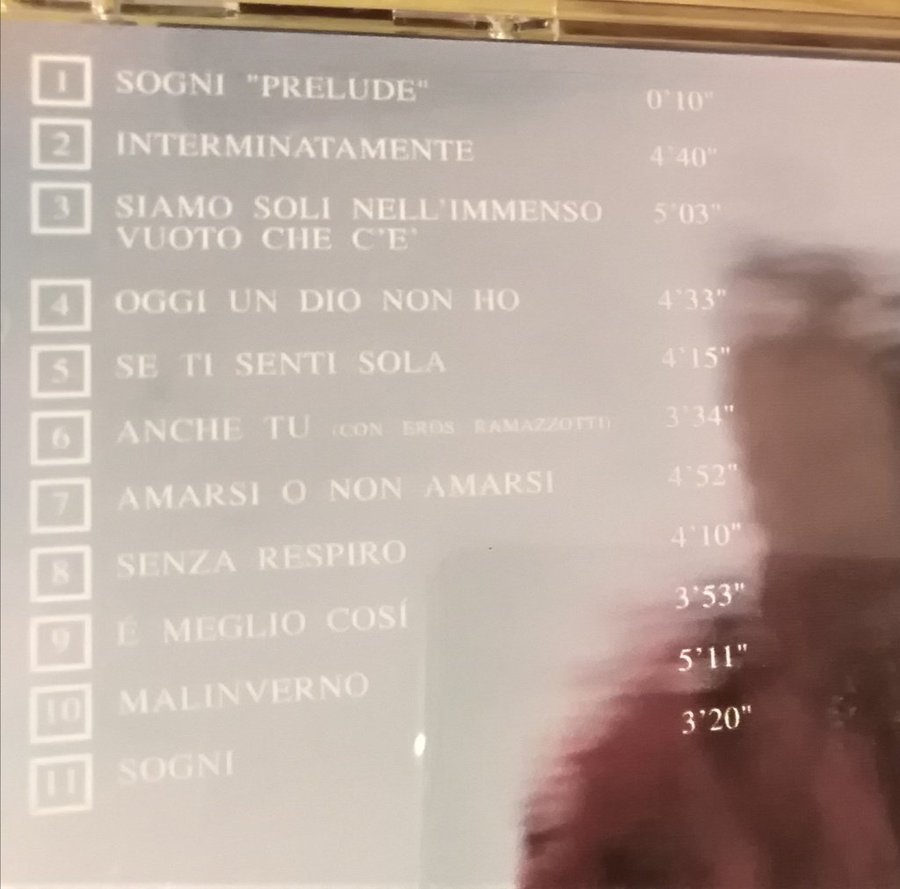 1 SOGNI "PRELUDE" 0'10"
2 INTERMINATAMENTE 4'40"
3 SIAMO SOLI NELL'IMMENSO 5'03"
VUOTO CHE C'E'
4 OGGI UN DIO NON HO 4'33"
5 SE TI SENTI SOLA 4'15"
6 ANCHE TU (CON EROS RAMAZZOTTI) 3'34"
7 AMARSI O NON AMARSI 4'52"
8 SENZA RESPIRO 4'10"
9 É MEGLIO COSÍ 3'53"
10 MALINVERNO 5'11"
11 SOGNI 3'20"